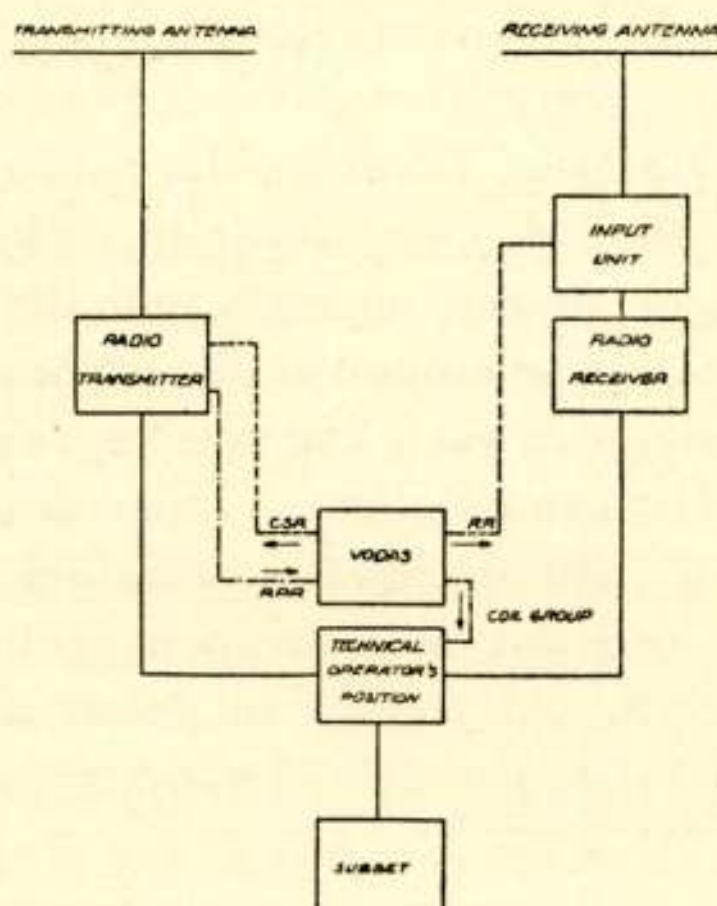 TRANSMITTING ANTENNA
RECEIVING ANTENNA
INPUT
UNIT
RADIO
TRANSMITTER
RADIO
RECEIVER
CSR
RR
VODAS
RPR
COIL GROUP
TECHNICAL
OPERATOR'S
POSITION
SUBSET